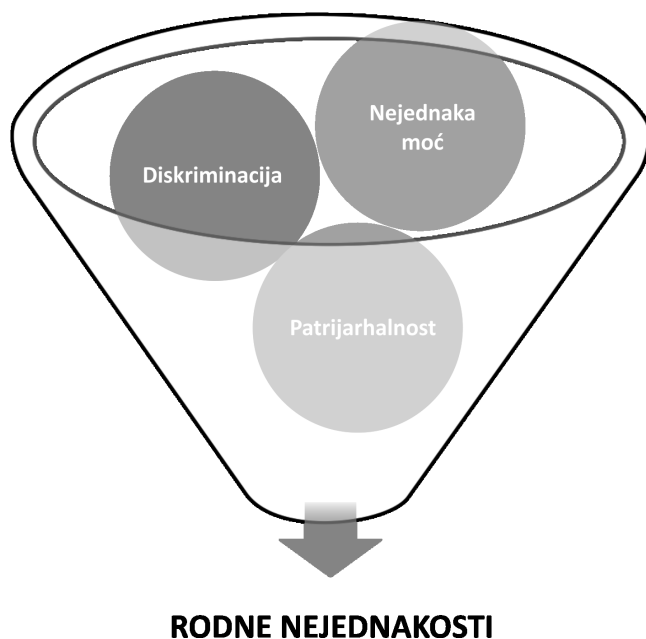 Nejednaka
moć
Diskriminacija
Patrijarhalnost
RODNE NEJEDNAKOSTI